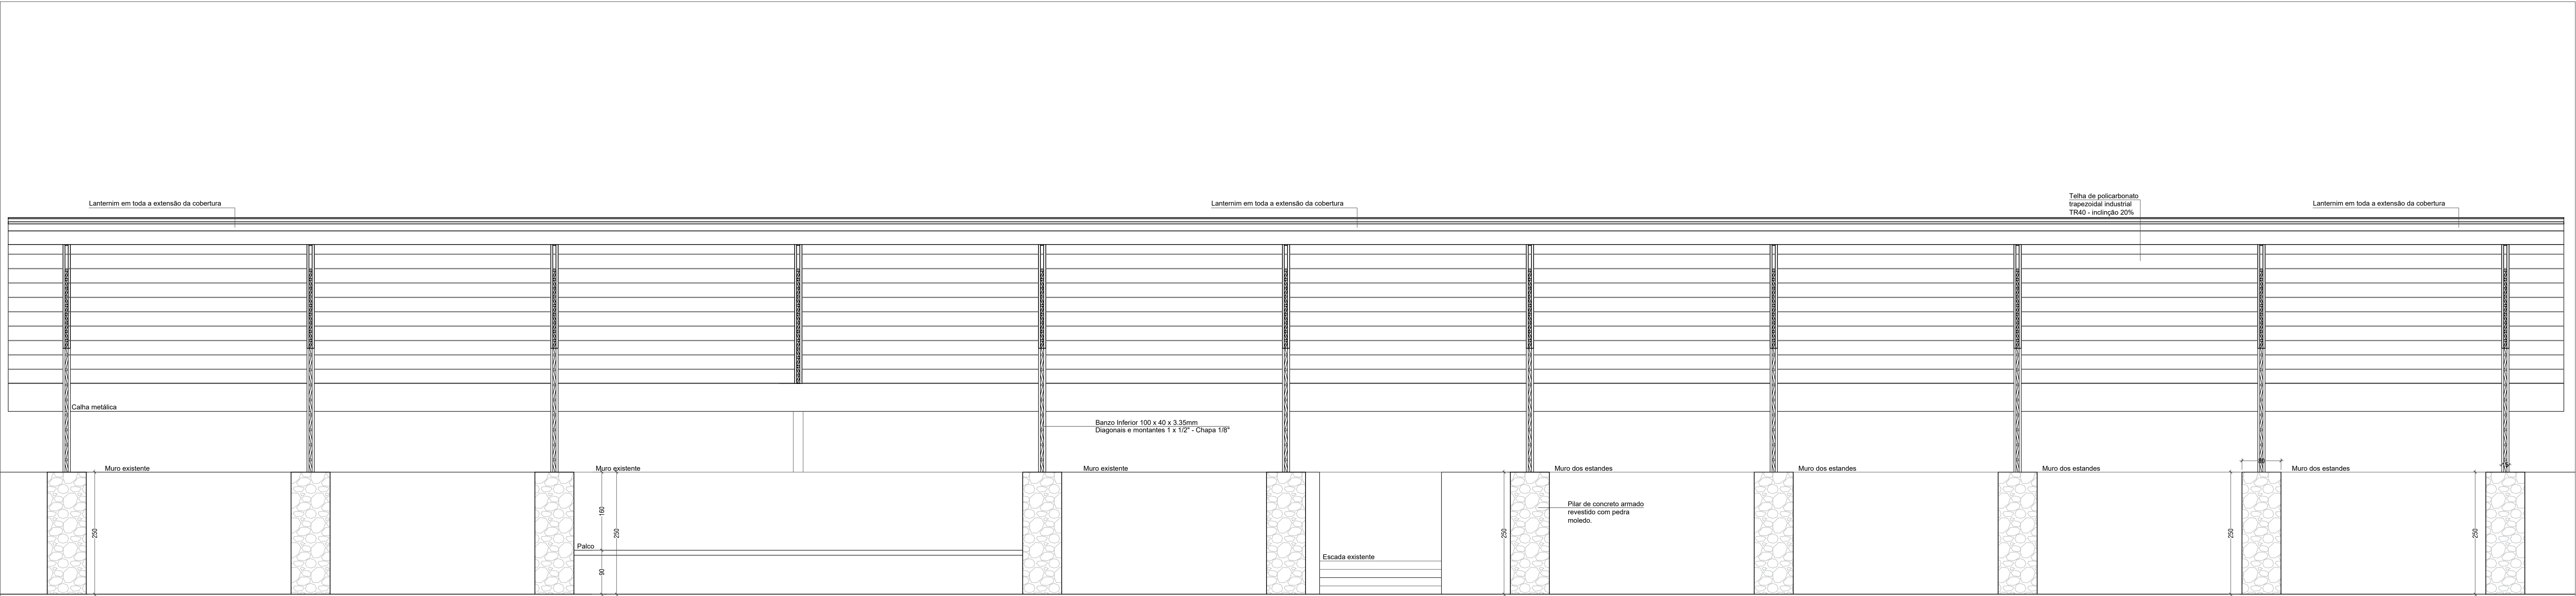 Lanternim em toda a extensão da cobertura
Lanternim em toda a extensão da cobertura
Telha de policarbonato
trapezoidal industrial
TR40 - inclinção 20%
Lanternim em toda a extensão da cobertura
Calha metálica
Banzo Inferior 100 x 40 x 3.35mm
Diagonais e montantes 1 x 1/2" - Chapa 1/8"
Muro existente
Muro existente
Muro existente
Muro dos estandes
Muro dos estandes
Muro dos estandes
80
Muro dos estandes
250
160
250
90
Palco
Escada existente
250
Pilar de concreto armado
revestido com pedra
moledo.
250
250